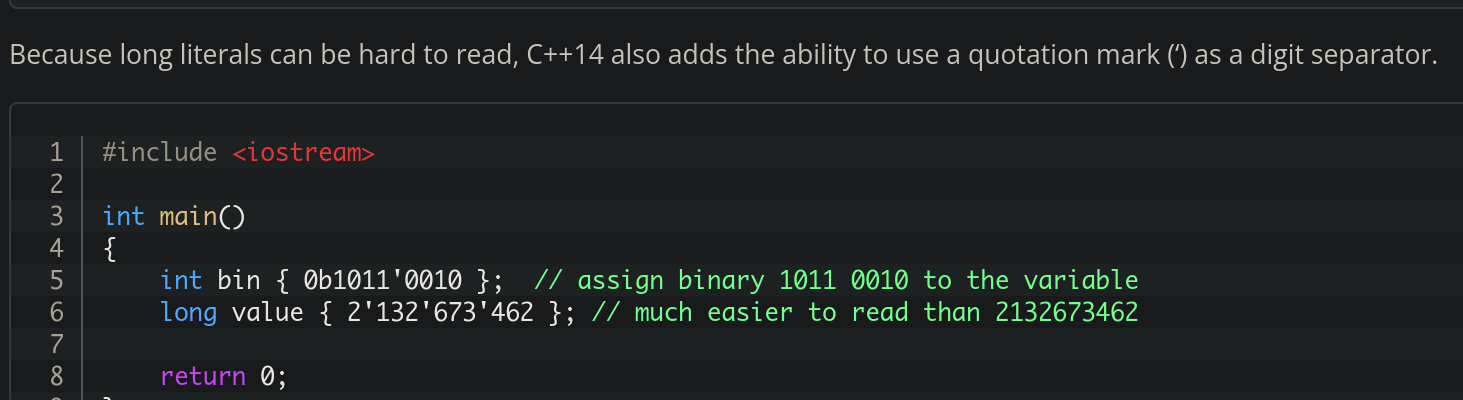 Because long literals can be hard to read, C++14 also adds the ability to use a quotation mark (‘) as a digit separator.
1 #include <iostream>
2
3 int main()
4 {
5     int bin { 0b1011'0010 };  // assign binary 1011 0010 to the variable
6     long value { 2'132'673'462 }; // much easier to read than 2132673462
7
8     return 0;